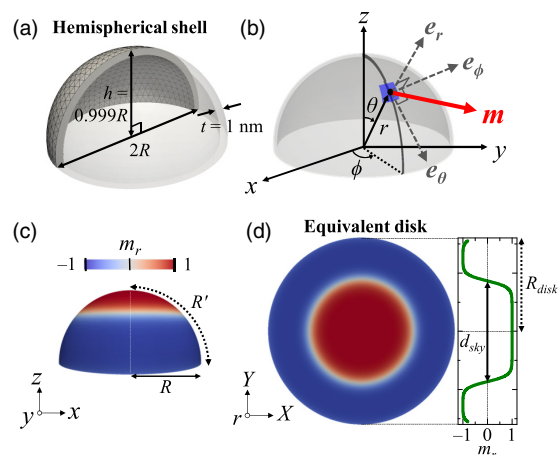 (a) Hemispherical shell
h =
0.999R
t = 1 nm
2R
(b)
z
e_r
e_ϕ
θ
r
m
y
ϕ
x
e_θ
(c)
m_r
−1 1
R'
z
R
y x
(d) Equivalent disk
R_disk
d_sky
Y
r X
−1 0 1
m_r